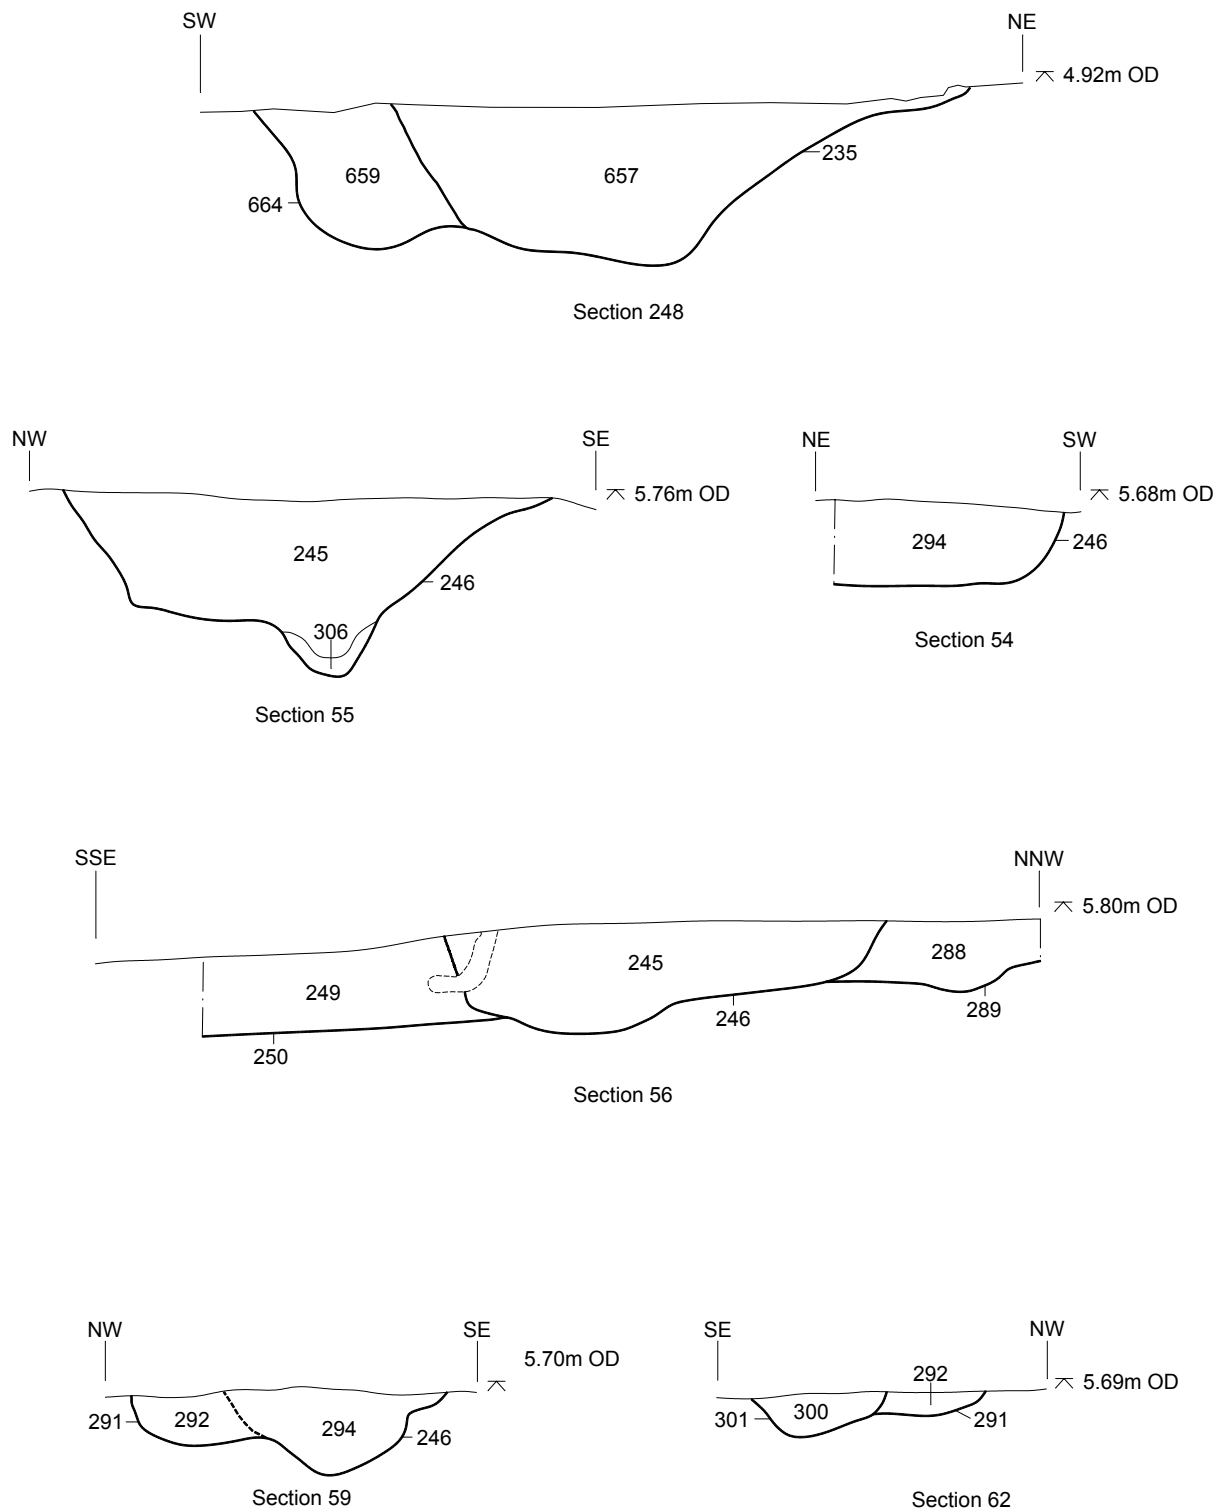 SW
NE
4.92m OD
659
657
235
664
Section 248
NW
SE
5.76m OD
245
246
306
Section 55
NE
SW
5.68m OD
294
246
Section 54
SSE
NNW
5.80m OD
249
245
288
246
289
250
Section 56
NW
SE
5.70m OD
291
292
294
246
Section 59
SE
NW
5.69m OD
292
301
300
291
Section 62